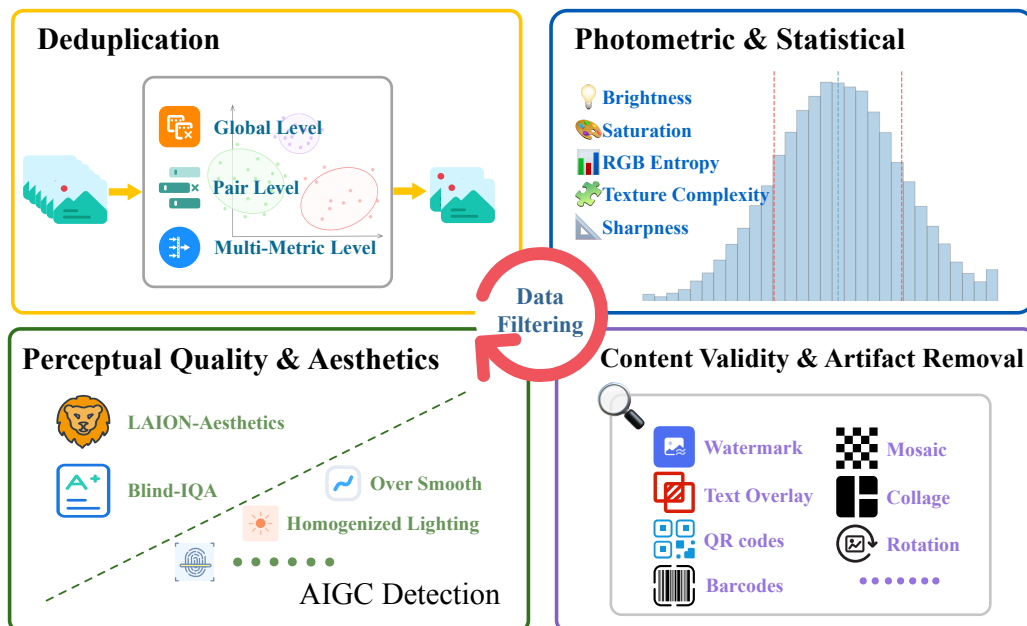 Deduplication
Global Level
Pair Level
Multi-Metric Level
Photometric & Statistical
Brightness
Saturation
RGB Entropy
Texture Complexity
Sharpness
Data
Filtering
Perceptual Quality & Aesthetics
LAION-Aesthetics
A+
Blind-IQA
Over Smooth
Homogenized Lighting
AIGC Detection
Content Validity & Artifact Removal
Watermark
Text Overlay
QR codes
Barcodes
Mosaic
Collage
Rotation